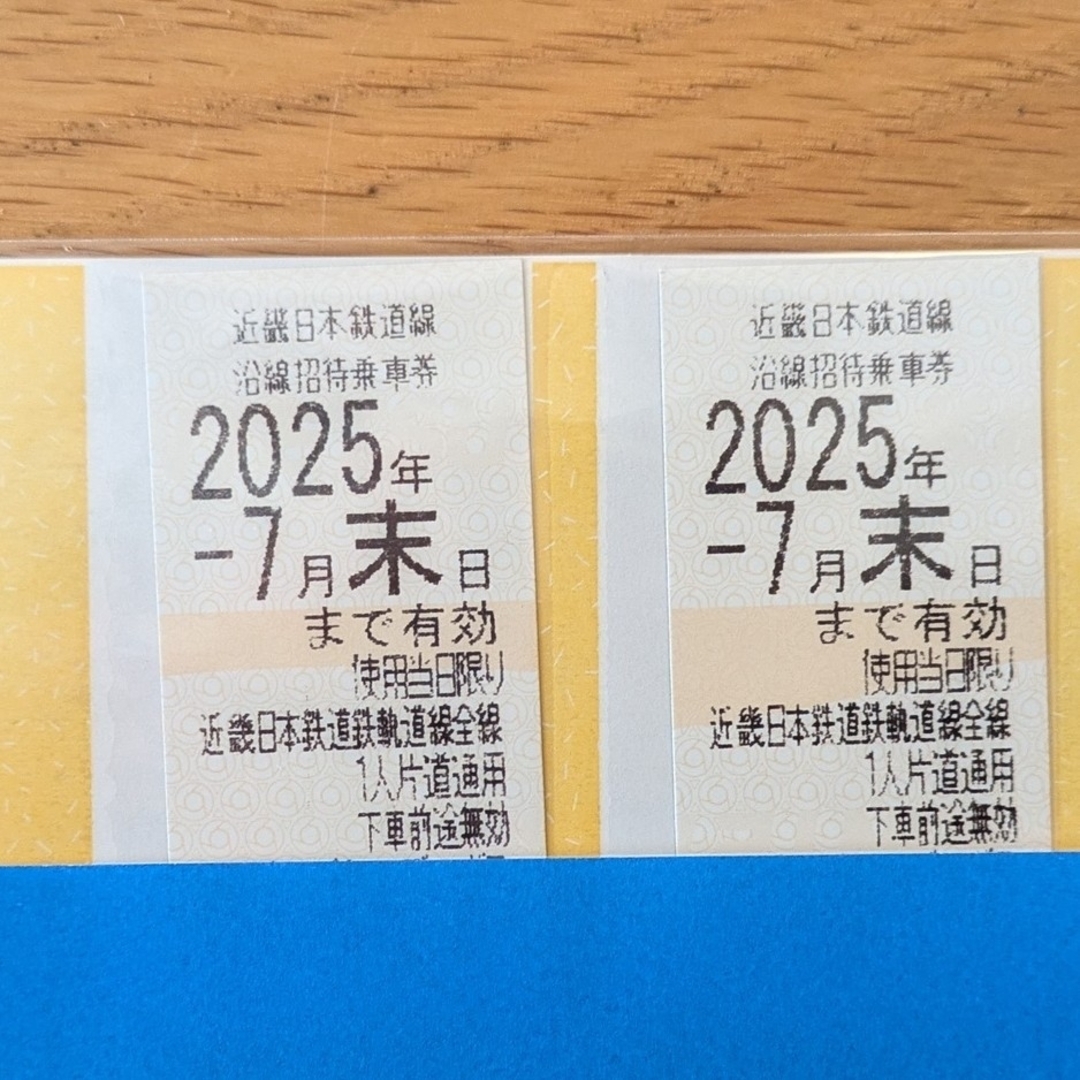 近畿日本鉄道線
沿線招待乗車券
2025年
-7月末日
まで有効
使用当日限り
近畿日本鉄道鉄軌道線全線
1人片道通用
下車前途無効
近畿日本鉄道線
沿線招待乗車券
2025年
-7月末日
まで有効
使用当日限り
近畿日本鉄道鉄軌道線全線
1人片道通用
下車前途無効